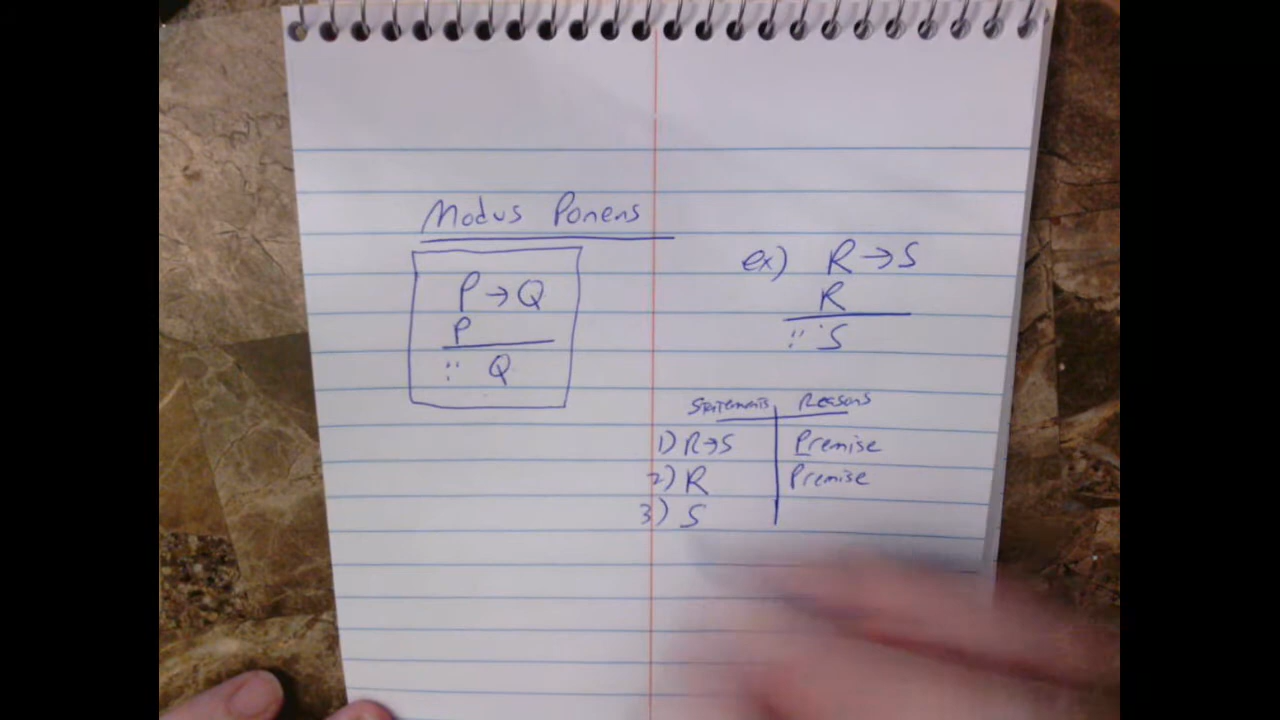 Modus Ponens
P → Q
P
∴ Q
ex) R → S
R
∴ S
Statements Reasons
1) R → S Premise
2) R Premise
3) S